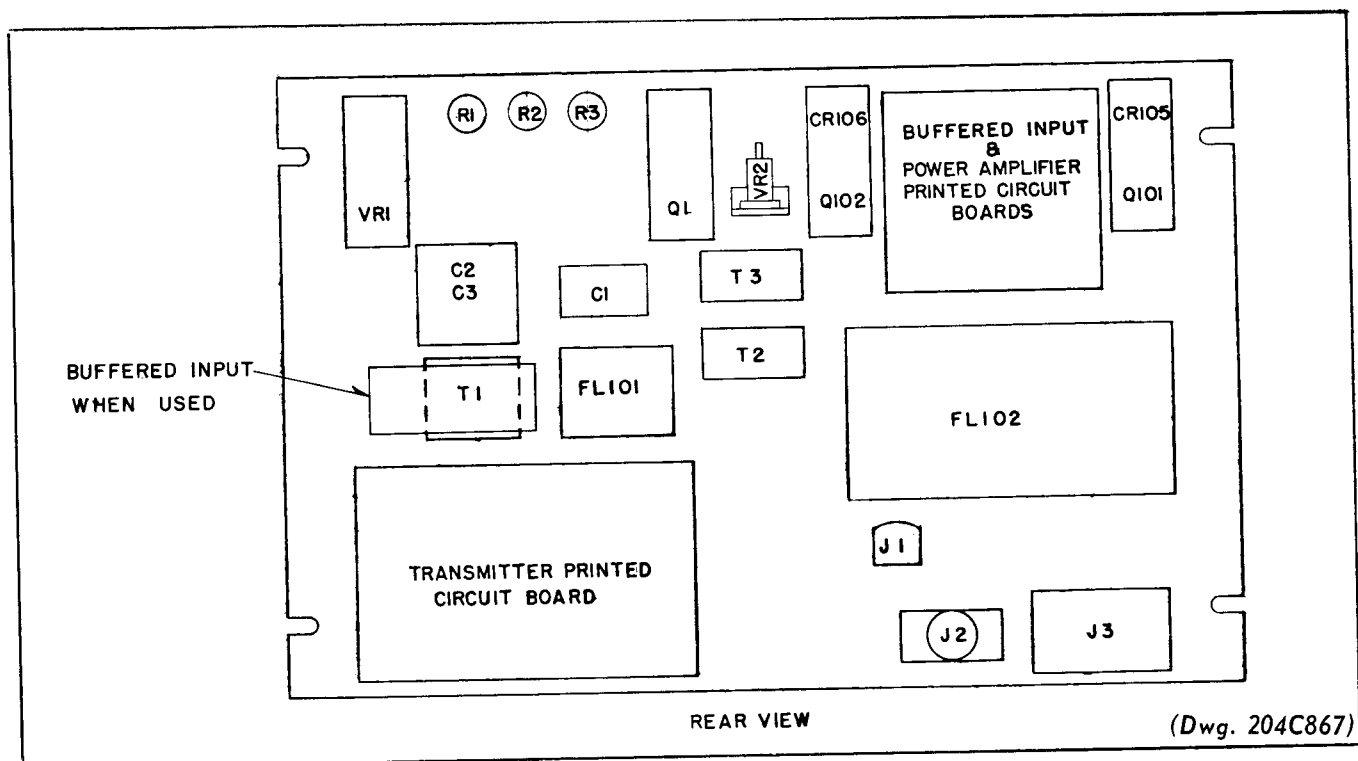 R1 R2 R3
CR106
CR105
BUFFERED INPUT
&
POWER AMPLIFIER
PRINTED CIRCUIT
BOARDS
VR1
Q1
VR2
Q102
Q101
C2
C3
C1
T3
T2
BUFFERED INPUT
WHEN USED
T1
FL101
FL102
J1
TRANSMITTER PRINTED
CIRCUIT BOARD
J2
J3
REAR VIEW
(Dwg. 204C867)